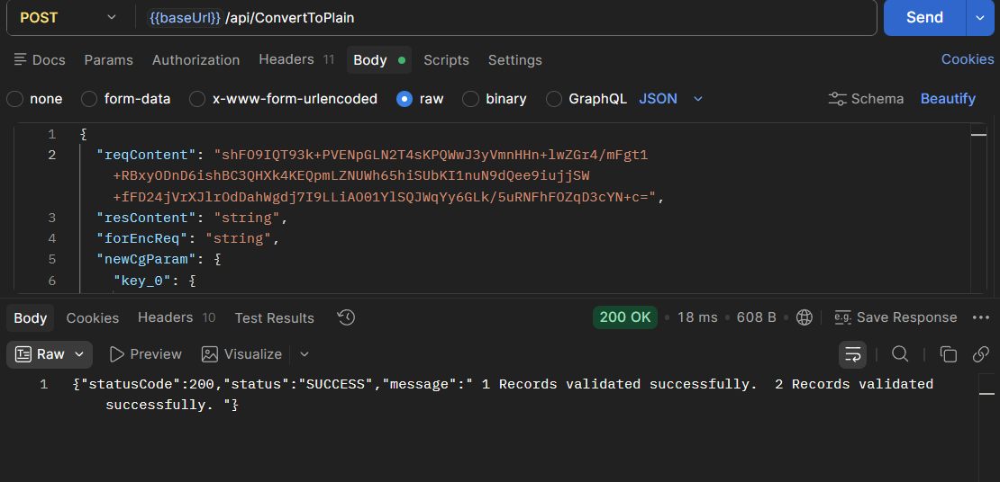 POST {{baseUrl}} /api/ConvertToPlain Send
Docs Params Authorization Headers 11 Body Scripts Settings Cookies
none form-data x-www-form-urlencoded raw binary GraphQL JSON Schema Beautify
1 {
2 "reqContent": "shFO9IQT93k+PVENpGLN2T4sKPQWwJ3yVmnHHn+lwZGr4/mFgt1
+RBxyODnD6ishBC3QHXk4KEQpmLZNUWh65hiSUbKI1nuN9dQee9iujjSW
+fFD24jVrXJlrOdDahWgdj7I9LLiAO01YlSQJWqYy6GLk/5uRNFhFOZqD3cYN+c=",
3 "resContent": "string",
4 "forEncReq": "string",
5 "newCgParam": {
6 "key_0": {
Body Cookies Headers 10 Test Results 200 OK 18 ms 608 B e.g. Save Response
Raw Preview Visualize
1 {"statusCode":200,"status":"SUCCESS","message":" 1 Records validated successfully.  2 Records validated
successfully. "}